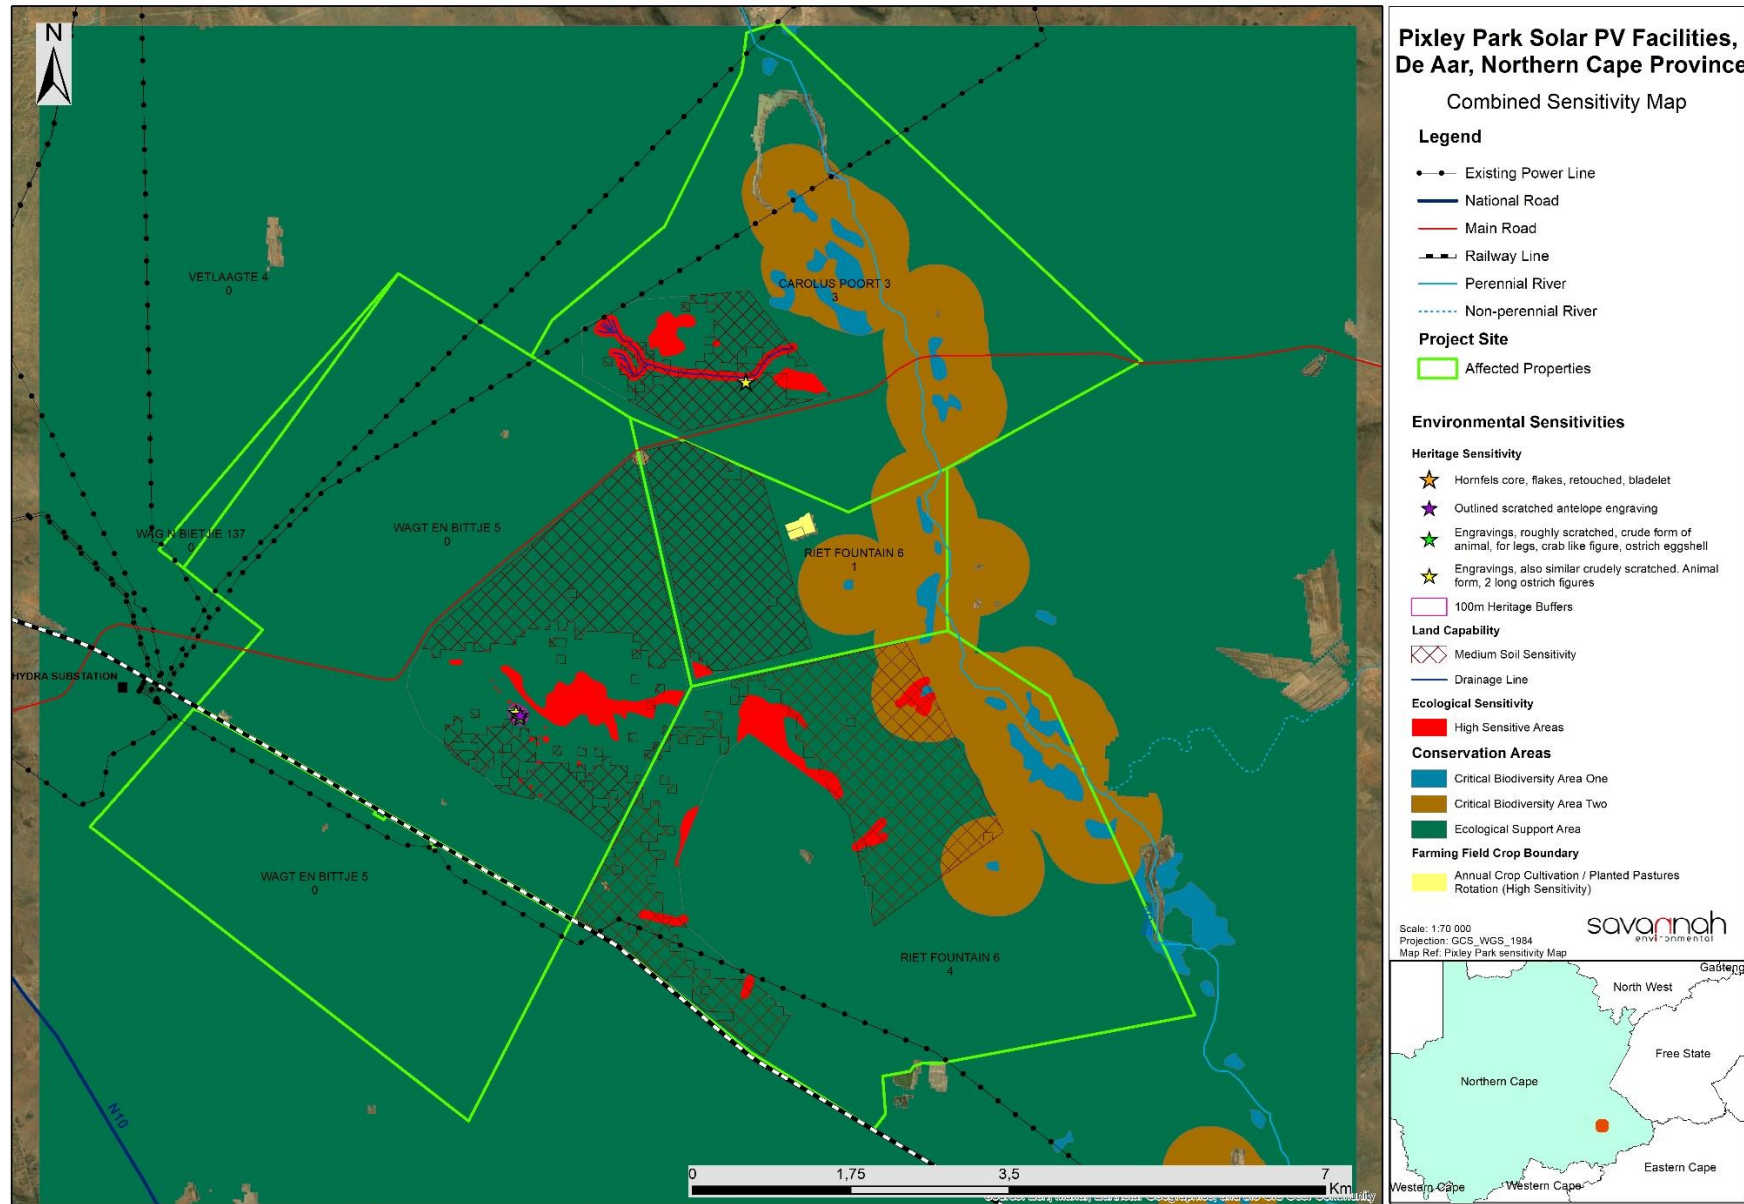 N
VETLAAGTE 4
0
CAROLUS POORT 3
3
WAG N BIETJIE 137
0
WAGT EN BITTJE 5
0
RIET FOUNTAIN 6
1
HYDRA SUBSTATION
WAGT EN BITTJE 5
0
RIET FOUNTAIN 6
4
N10
0
1,75
3,5
7
Km
Pixley Park Solar PV Facilities,
De Aar, Northern Cape Province
Combined Sensitivity Map
Legend
Existing Power Line
National Road
Main Road
Railway Line
Perennial River
Non-perennial River
Project Site
Affected Properties
Environmental Sensitivities
Heritage Sensitivity
Hornfels core, flakes, retouched, bladelet
Outlined scratched antelope engraving
Engravings, roughly scratched, crude form of
animal, for legs, crab like figure, ostrich eggshell
Engravings, also similar crudely scratched. Animal
form, 2 long ostrich figures
100m Heritage Buffers
Land Capability
Medium Soil Sensitivity
Drainage Line
Ecological Sensitivity
High Sensitive Areas
Conservation Areas
Critical Biodiversity Area One
Critical Biodiversity Area Two
Ecological Support Area
Farming Field Crop Boundary
Annual Crop Cultivation / Planted Pastures
Rotation (High Sensitivity)
Scale: 1:70 000
Projection: GCS_WGS_1984
Map Ref: Pixley Park sensitivity Map
savannah
environmental
Gauteng
North West
Free State
Northern Cape
Eastern Cape
Western Cape
Western Cape